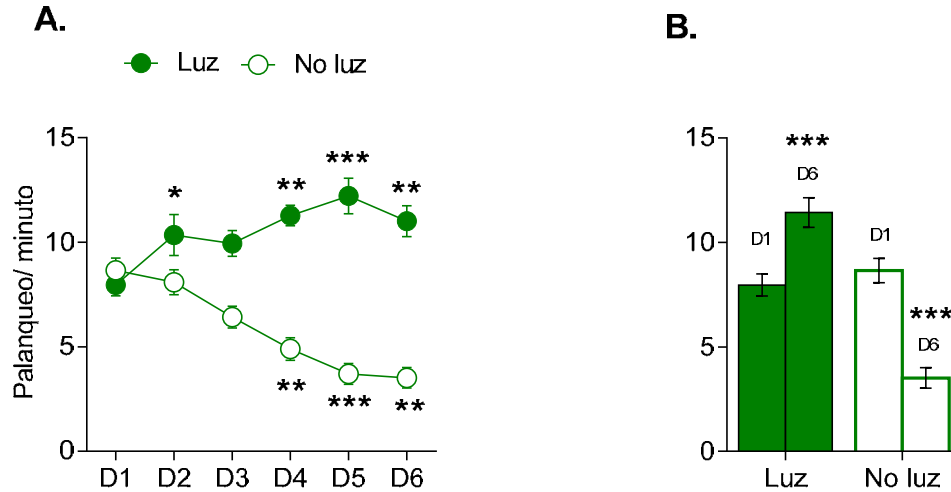 A.
Luz
No luz
Palanqueo/ minuto
15
10
5
0
*
**
***
**
**
***
**
D1 D2 D3 D4 D5 D6
B.
15
10
5
0
***
D6
D1
D1
***
D6
Luz
No luz